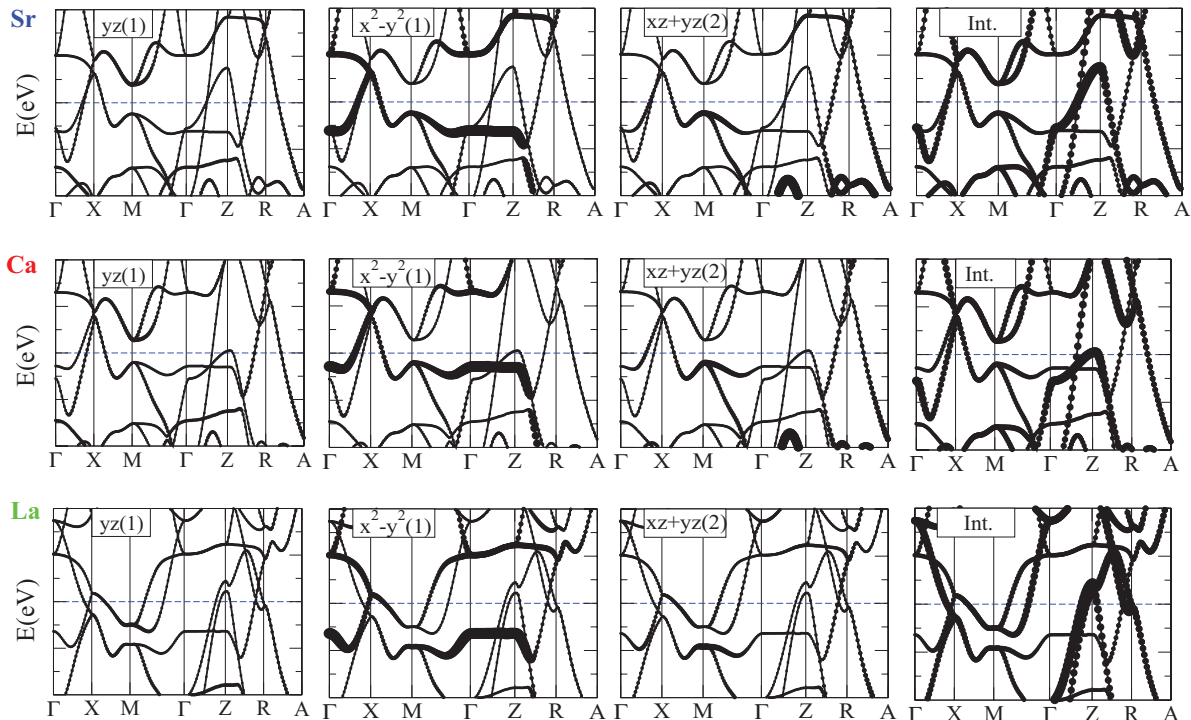 Sr
E(eV)
yz(1)
x²-y²(1)
xz+yz(2)
Int.
Γ X M Γ Z R A
Γ X M Γ Z R A
Γ X M Γ Z R A
Γ X M Γ Z R A
Ca
E(eV)
yz(1)
x²-y²(1)
xz+yz(2)
Int.
Γ X M Γ Z R A
Γ X M Γ Z R A
Γ X M Γ Z R A
Γ X M Γ Z R A
La
E(eV)
yz(1)
x²-y²(1)
xz+yz(2)
Int.
Γ X M Γ Z R A
Γ X M Γ Z R A
Γ X M Γ Z R A
Γ X M Γ Z R A